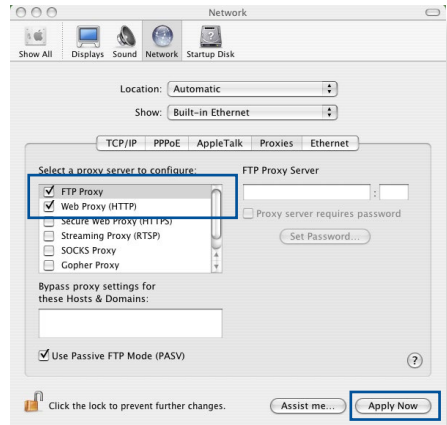 Network
Show All Displays Sound Network Startup Disk
Location: Automatic
Show: Built-in Ethernet
TCP/IP PPPoE AppleTalk Proxies Ethernet
Select a proxy server to configure: FTP Proxy Server
FTP Proxy
Web Proxy (HTTP) :
Secure Web Proxy (HTTPS) Proxy server requires password
Streaming Proxy (RTSP) Set Password...
SOCKS Proxy
Gopher Proxy
Bypass proxy settings for
these Hosts & Domains:
Use Passive FTP Mode (PASV) ?
Click the lock to prevent further changes. Assist me... Apply Now